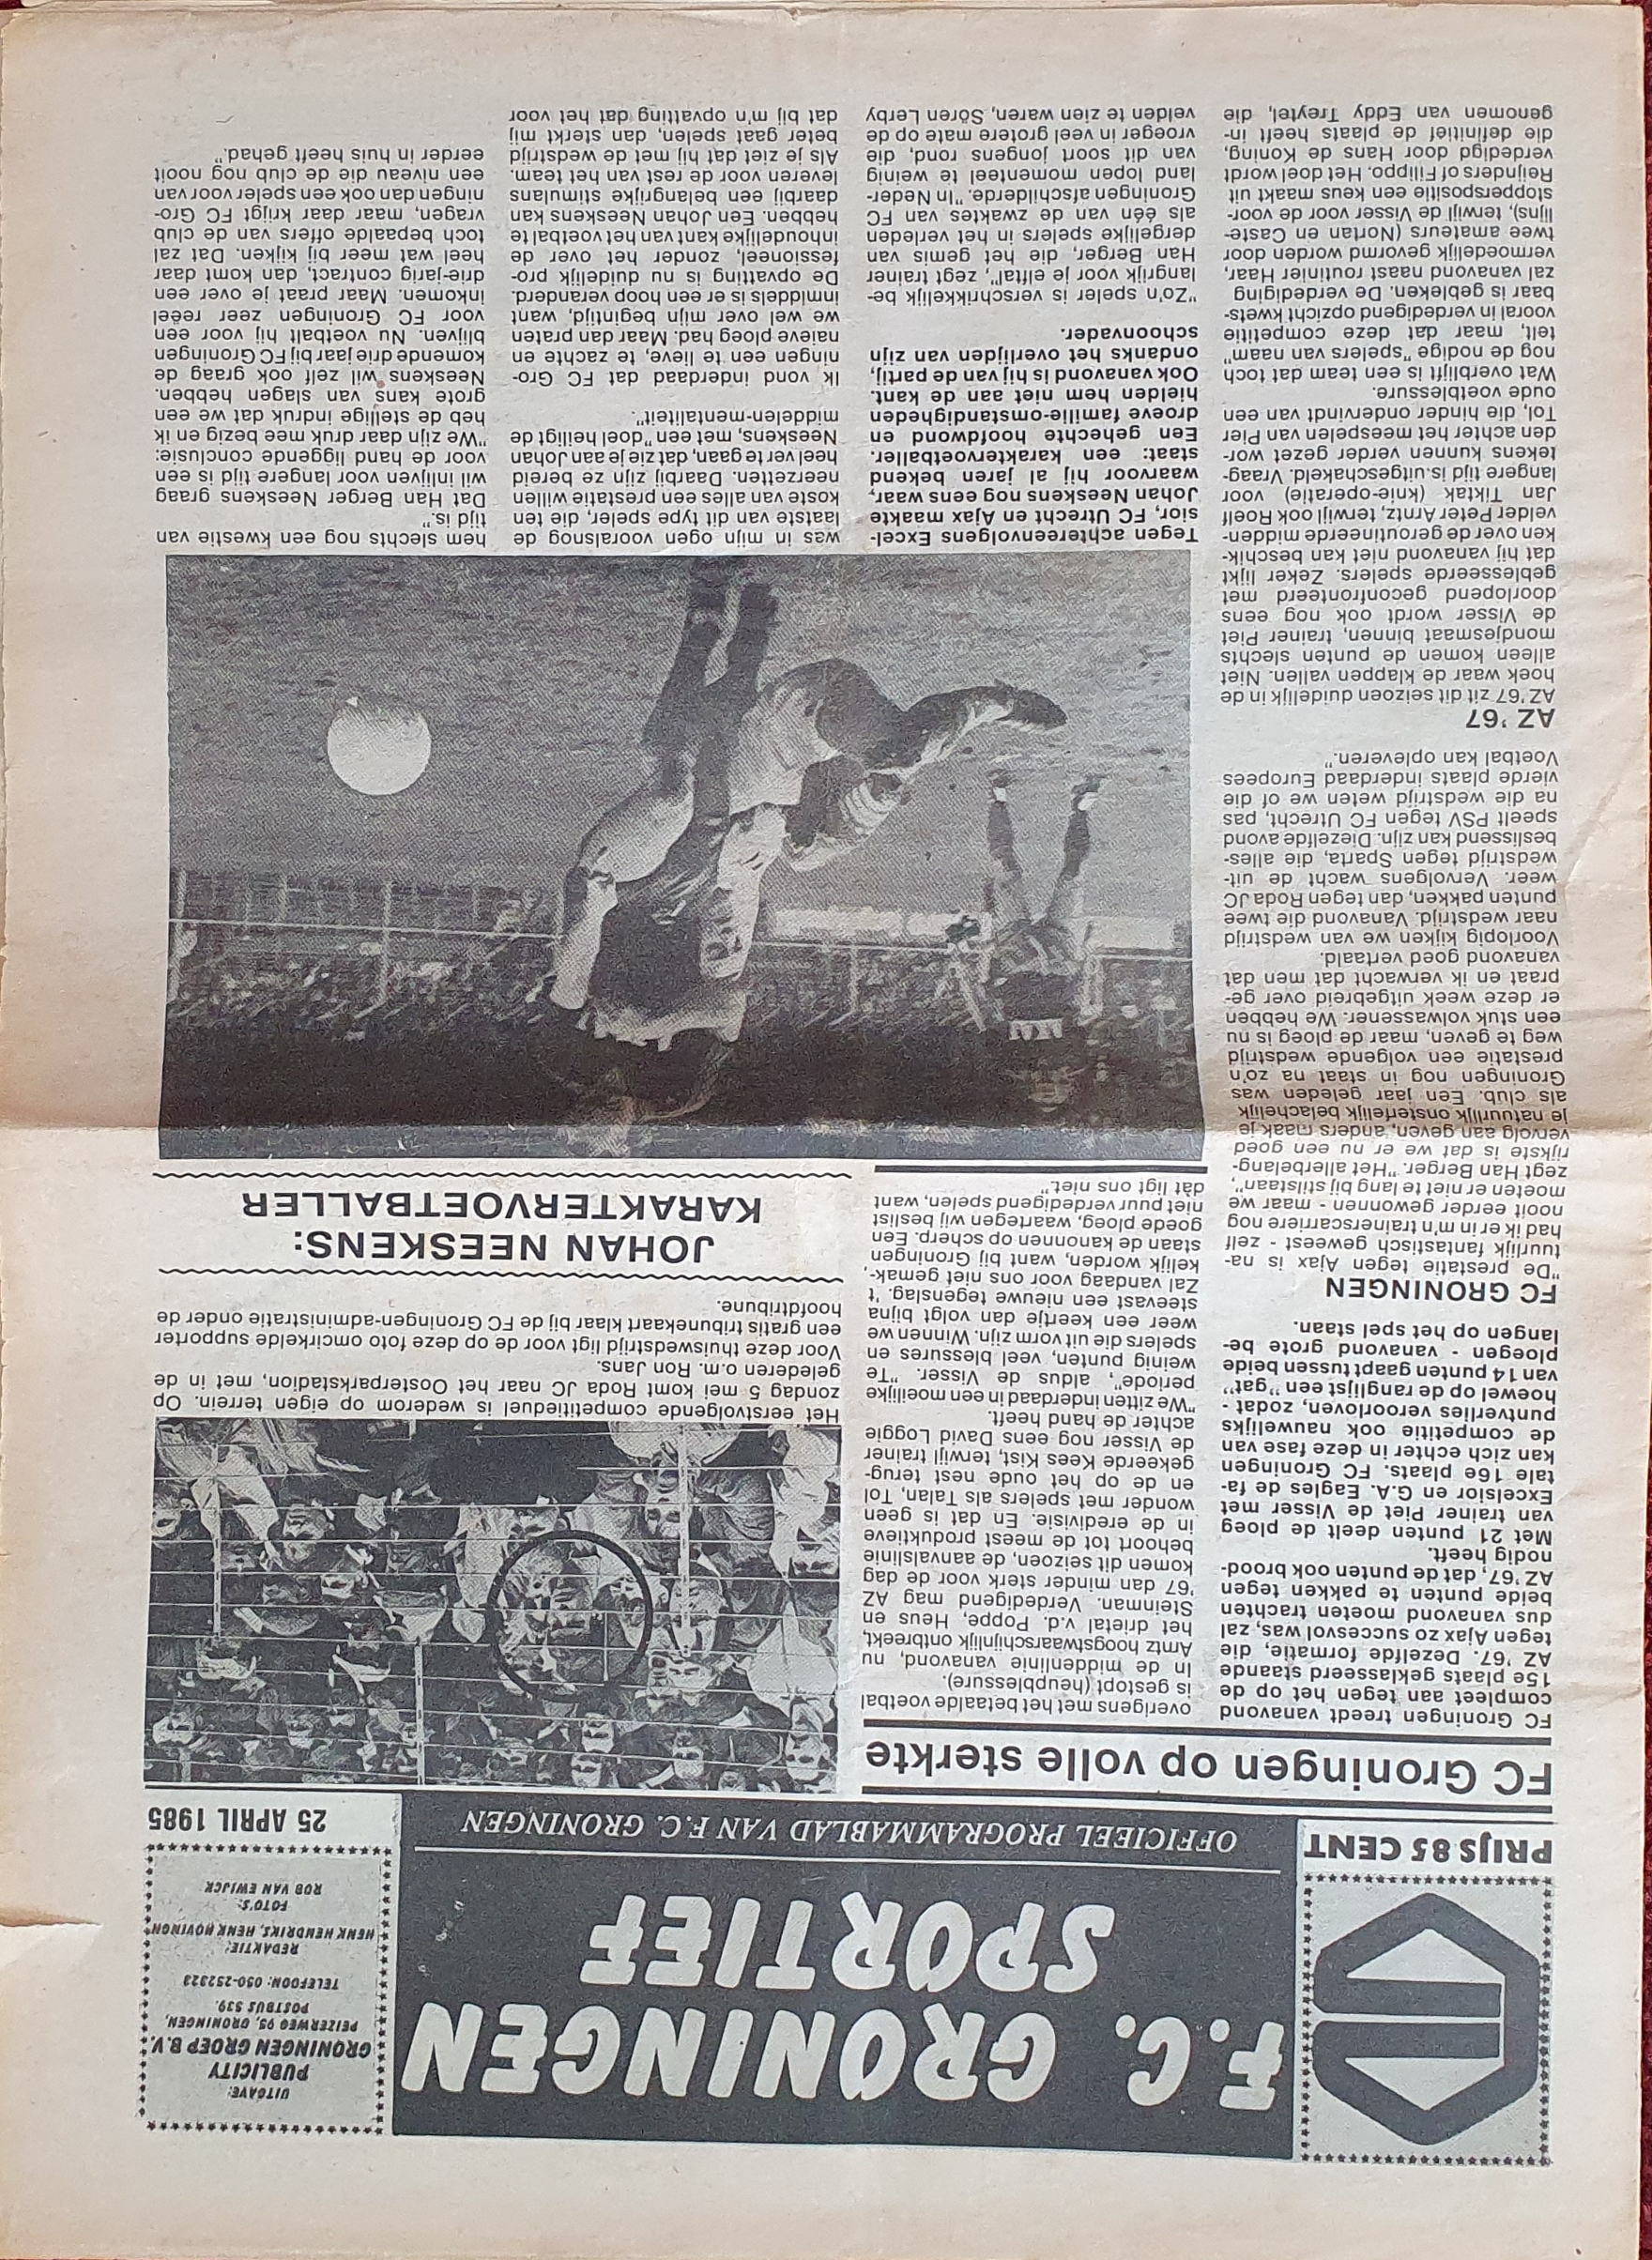 F.C. GRONINGEN
SPORTIEF
OFFICIEEL PROGRAMMABLAD VAN F.C. GRONINGEN
PRIJS 85 CENT
UITGAVE:
PUBLICITY
GRONINGEN GROEP B.V.
PEIZERWEG 95, GRONINGEN,
POSTBUS 539.
TELEFOON: 050-252323
REDAKTIE:
HENK HENDRIKS, HENK HOVINGH
FOTO'S:
ROB VAN EWIJCK
25 APRIL 1985
FC Groningen op volle sterkte
FC Groningen treedt vanavond
compleet aan tegen het op de
15e plaats geklasseerd staande
AZ '67. Dezelfde formatie, die
tegen Ajax zo succesvol was, zal
dus vanavond moeten trachten
beide punten te pakken tegen
AZ '67, dat de punten ook brood-
nodig heeft.
Met 21 punten deelt de ploeg
van trainer Piet de Visser met
Excelsior en G.A. Eagles de fa-
tale 16e plaats. FC Groningen
kan zich echter in deze fase van
de competitie ook nauwelijks
puntverlies veroorloven, zodat -
hoewel op de ranglijst een "gat"
van 14 punten gaapt tussen beide
ploegen - vanavond grote be-
langen op het spel staan.
FC GRONINGEN
"De prestatie tegen Ajax is na-
tuurlijk fantastisch geweest - zelf
had ik er in m'n trainerscarriere nog
nooit eerder gewonnen - maar we
moeten er niet te lang bij stilstaan",
zegt Han Berger. "Het allerbelang-
rijkste is dat we er nu een goed
vervolg aan geven, anders maak je
je natuurlijk onsterfelijk belachelijk
als club. Een jaar geleden was
Groningen nog in staat na zo'n
prestatie een volgende wedstrijd
weg te geven, maar de ploeg is nu
een stuk volwassener. We hebben
er deze week uitgebreid over ge-
praat en ik verwacht dat men dat
vanavond goed vertaald.
Voorlopig kijken we van wedstrijd
naar wedstrijd. Vanavond die twee
punten pakken, dan tegen Roda JC
weer. Vervolgens wacht de uit-
wedstrijd tegen Sparta, die alles-
beslissend kan zijn. Diezelfde avond
speelt PSV tegen FC Utrecht, pas
na die wedstrijd weten we of die
vierde plaats inderdaad Europees
Voetbal kan opleveren."
AZ '67
AZ '67 zit dit seizoen duidelijk in de
hoek waar de klappen vallen. Niet
alleen komen de punten slechts
mondjesmaat binnen, trainer Piet
de Visser wordt ook nog eens
doorlopend geconfronteerd met
geblesseerde spelers. Zeker lijkt
dat hij vanavond niet kan beschik-
ken over de geroutineerde midden-
velder Peter Arntz, terwijl ook Roelf
Jan Tiktak (knie-operatie) voor
langere tijd is uitgeschakeld. Vraag-
tekens kunnen verder gezet wor-
den achter het meespelen van Pier
Tol, die hinder ondervindt van een
oude voetblessure.
Wat overblijft is een team dat toch
nog de nodige "spelers van naam"
telt, maar dat deze competitie
vooral in verdedigend opzicht kwets-
baar is gebleken. De verdediging
zal vanavond naast routinier Haar,
vermoedelijk gevormd worden door
twee amateurs (Nortan en Caste-
lijns), terwijl de Visser voor de voor-
stopperspositie een keus maakt uit
Reijnders of Filippo. Het doel wordt
verdedigd door Hans de Koning,
die definitief de plaats heeft in-
genomen van Eddy Treytel, die
overigens met het betaalde voetbal
is gestopt (heupblessure).
In de middenlinie vanavond, nu
Arntz hoogstwaarschijnlijk ontbreekt,
het drietal v.d. Poppe, Heus en
Steinman. Verdedigend mag AZ
'67 dan minder sterk voor de dag
komen dit seizoen, de aanvalslinie
behoort tot de meest produktieve
in de eredivisie. En dat is geen
wonder met spelers als Talan, Tol
en de op het oude nest terug-
gekeerde Kees Kist, terwijl trainer
de Visser nog eens David Loggie
achter de hand heeft.
"We zitten inderdaad in een moeilijke
periode", aldus de Visser. "Te
weinig punten, veel blessures en
spelers die uit vorm zijn. Winnen we
weer een keertje dan volgt bijna
steevast een nieuwe tegenslag. 't
Zal vandaag voor ons niet gemak-
kelijk worden, want bij Groningen
staan de kanonnen op scherp. Een
goede ploeg, waartegen wij beslist
niet puur verdedigend spelen, want
dàt ligt ons niet."
Het eerstvolgende competitieduel is wederom op eigen terrein. Op
zondag 5 mei komt Roda JC naar het Oosterparkstadion, met in de
gelederen o.m. Ron Jans.
Voor deze thuiswedstrijd ligt voor de op deze foto omcirkelde supporter
een gratis tribunekaart klaar bij de FC Groningen-administratie onder de
hoofdtribune.
JOHAN NEESKENS:
KARAKTERVOETBALLER
Tegen achtereenvolgens Excel-
sior, FC Utrecht en Ajax maakte
Johan Neeskens nog eens waar,
waarvoor hij al jaren bekend
staat: een karaktervoetballer.
Een gehechte hoofdwond en
droeve familie-omstandigheden
hielden hem niet aan de kant.
Ook vanavond is hij van de partij,
ondanks het overlijden van zijn
schoonvader.
"Zo'n speler is verschrikkelijk be-
langrijk voor je elftal", zegt trainer
Han Berger, die het gemis van
dergelijke spelers in het verleden
als één van de zwaktes van FC
Groningen afschilderde. "In Neder-
land lopen momenteel te weinig
van dit soort jongens rond, die
vroeger in veel grotere mate op de
velden te zien waren, Sören Lerby
was in mijn ogen vooralsnog de
laatste van dit type speler, die ten
koste van alles een prestatie willen
neerzetten. Daarbij zijn ze bereid
heel ver te gaan, dat zie je aan Johan
Neeskens, met een "doel heiligt de
middelen-mentaliteit".
Ik vond inderdaad dat FC Gro-
ningen een te lieve, te zachte en
naïeve ploeg had. Maar dan praten
we wel over mijn begintijd, want
inmiddels is er een hoop veranderd.
De opvatting is nu duidelijk pro-
fessioneel, zonder het over de
inhoudelijke kant van het voetbal te
hebben. Een Johan Neeskens kan
daarbij een belangrijke stimulans
leveren voor de rest van het team.
Als je ziet dat hij met de wedstrijd
beter gaat spelen, dan sterkt mij
dat bij m'n opvatting dat het voor
hem slechts nog een kwestie van
tijd is."
Dat Han Berger Neeskens graag
wil inlijven voor langere tijd is een
voor de hand liggende conclusie:
"We zijn daar druk mee bezig en ik
heb de stellige indruk dat we een
grote kans van slagen hebben.
Neeskens wil zelf ook graag de
komende drie jaar bij FC Groningen
blijven. Nu voetbalt hij voor een
voor FC Groningen zeer reëel
inkomen. Maar praat je over een
drie-jarig contract, dan komt daar
heel wat meer bij kijken. Dat zal
toch bepaalde offers van de club
vragen, maar daar krijgt FC Gro-
ningen dan ook een speler voor van
een niveau die de club nog nooit
eerder in huis heeft gehad."